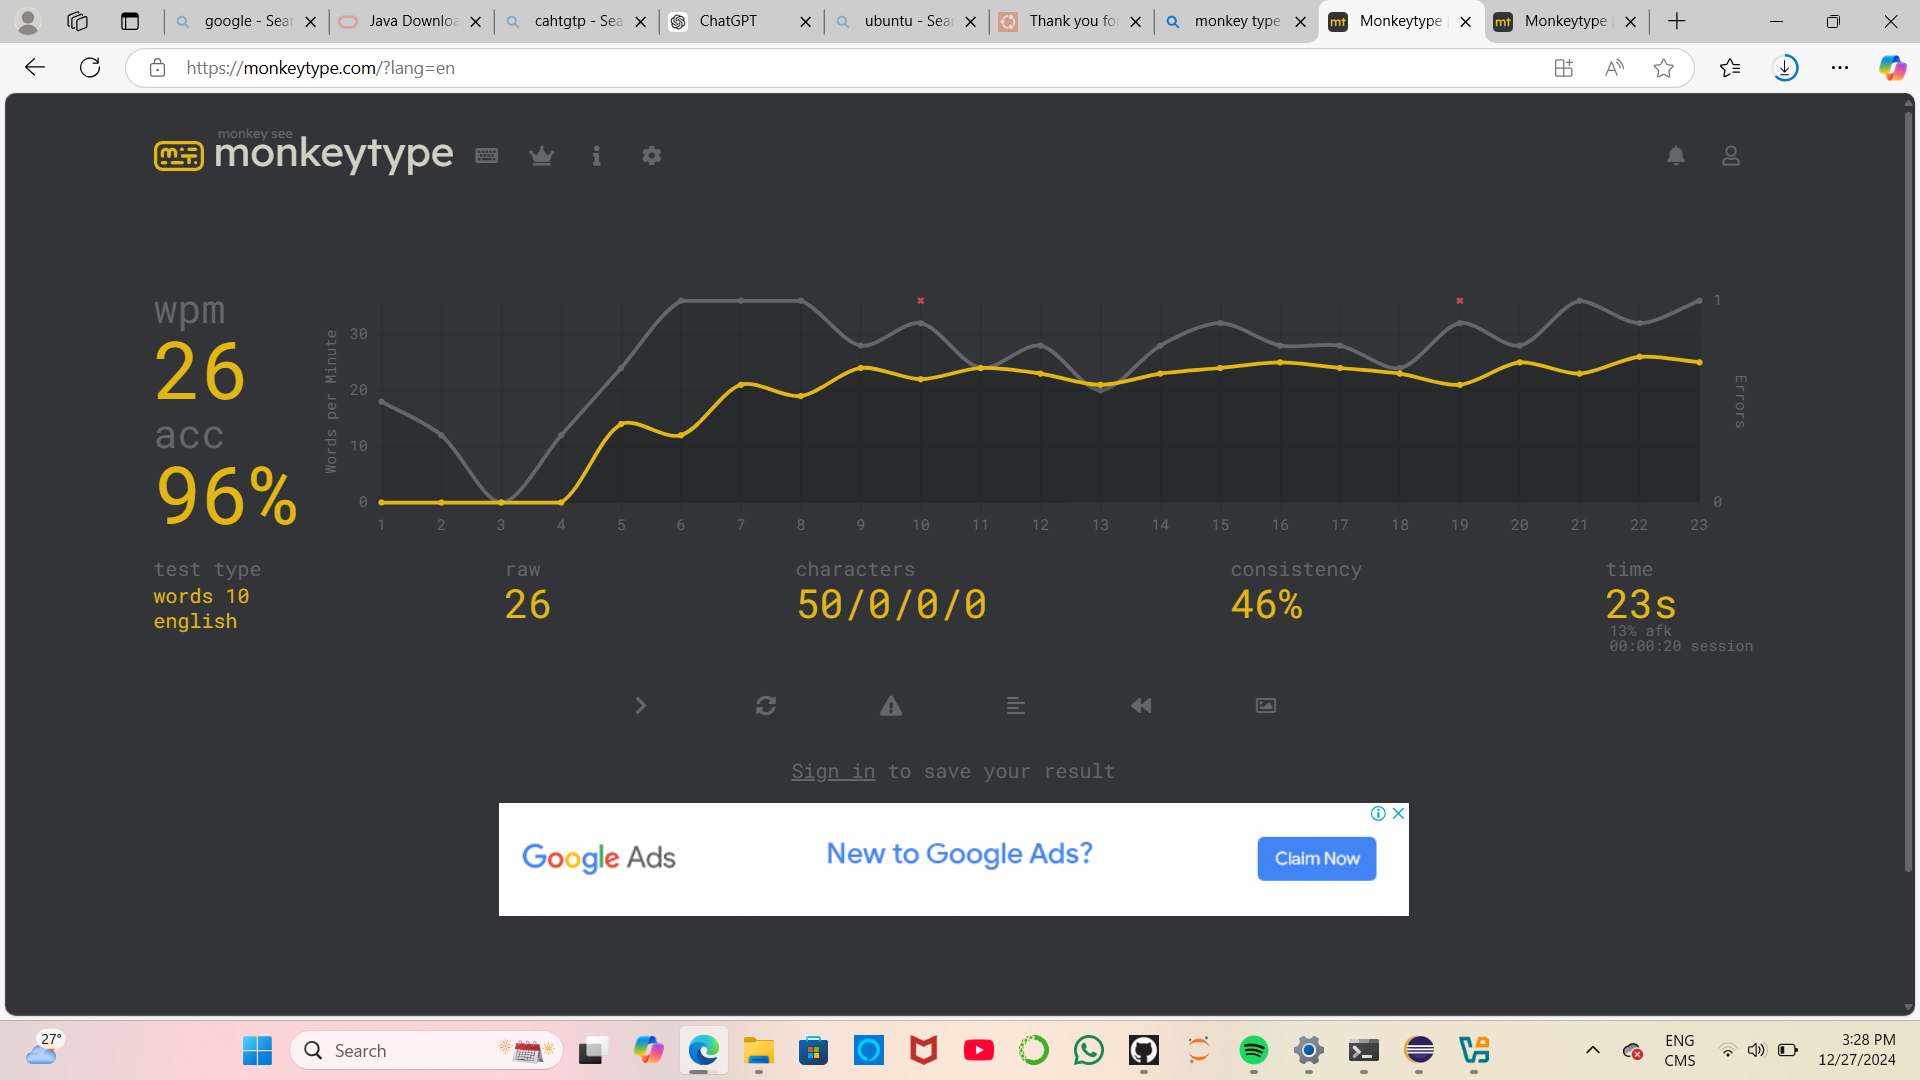 google - Sear
Java Downloa
cahtgtp - Sea
ChatGPT
ubuntu - Sear
Thank you fo
monkey type
mt
Monkeytype
mt
Monkeytype
https://monkeytype.com/?lang=en
monkey see
monkeytype
wpm
26
acc
96%
Words per Minute
30
20
10
0
1
Errors
0
1 2 3 4 5 6 7 8 9 10 11 12 13 14 15 16 17 18 19 20 21 22 23
test type
words 10
english
raw
26
characters
50/0/0/0
consistency
46%
time
23s
13% afk
00:00:20 session
Sign in to save your result
Google Ads
New to Google Ads?
Claim Now
27°
Search
ENG
CMS
3:28 PM
12/27/2024